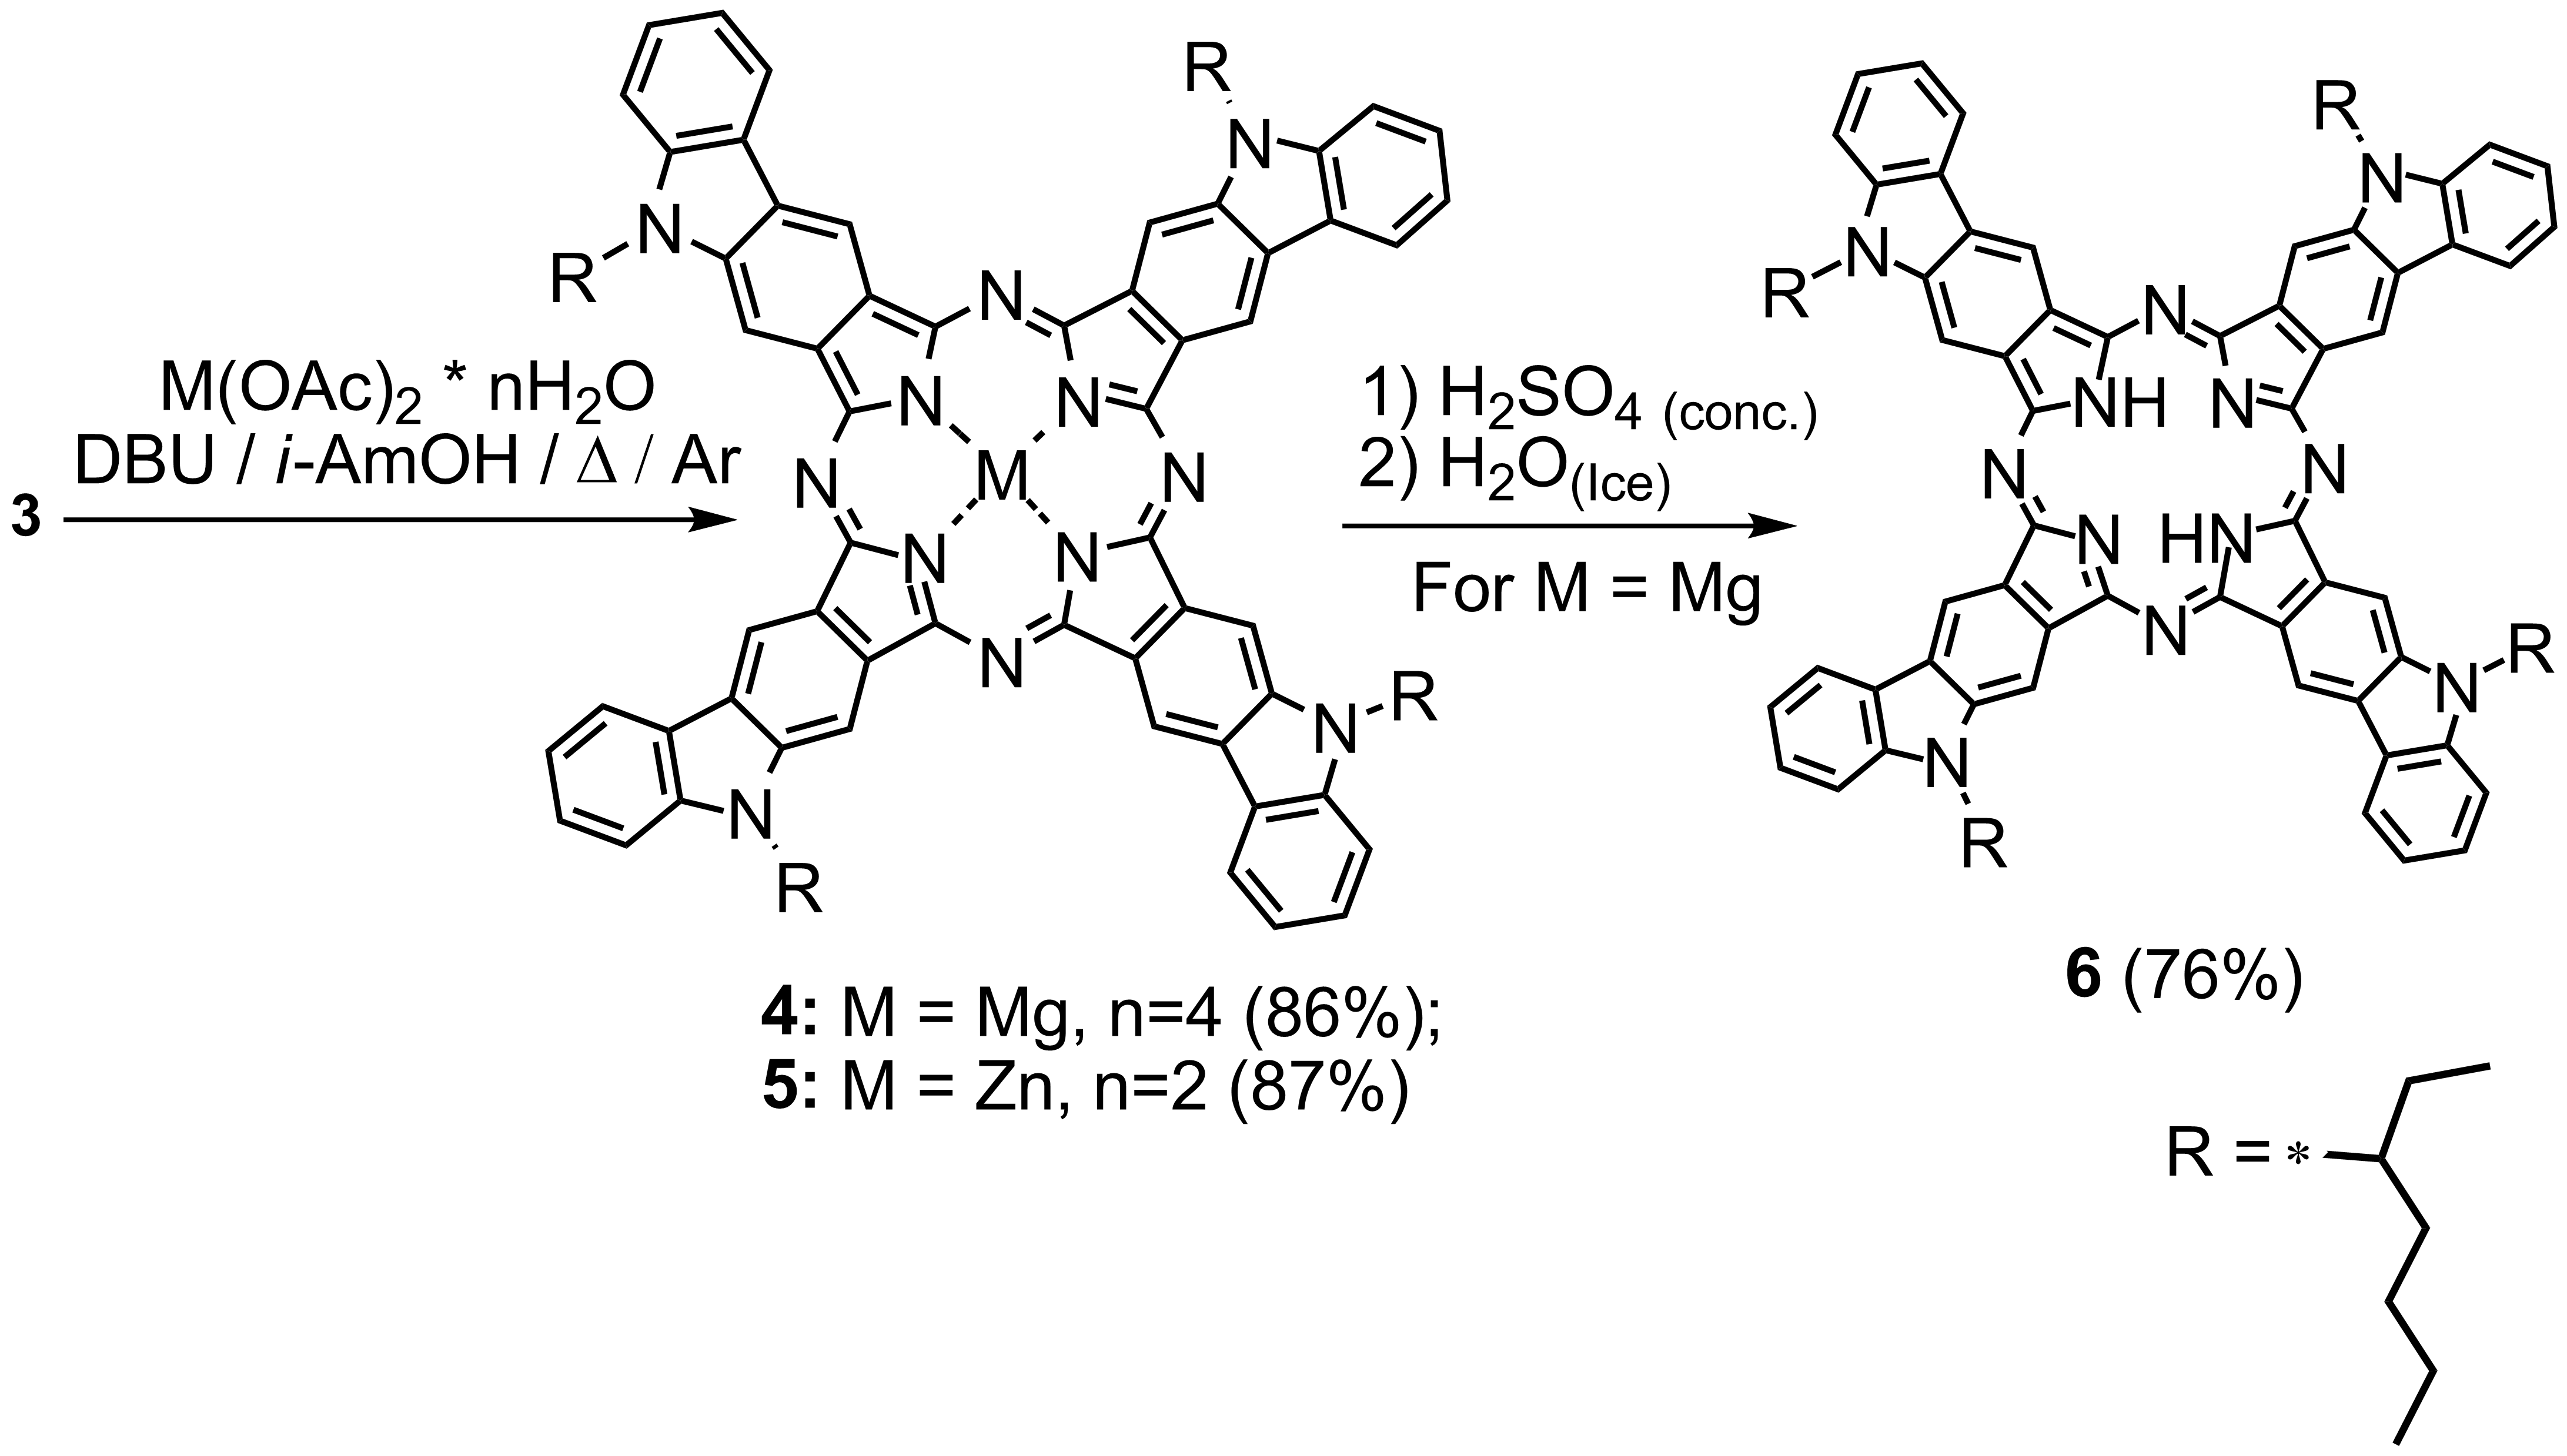 3
M(OAc)2 * nH2O
DBU / i-AmOH / Δ / Ar
R
N
R
N
N
N
N
N
M
N
N
N
N
N
R
N
R
4: M = Mg, n=4 (86%);
5: M = Zn, n=2 (87%)
1) H2SO4 (conc.)
2) H2O(Ice)
For M = Mg
R
N
R
N
N
NH
N
N
N
N
HN
N
N
R
N
R
6 (76%)
R = *